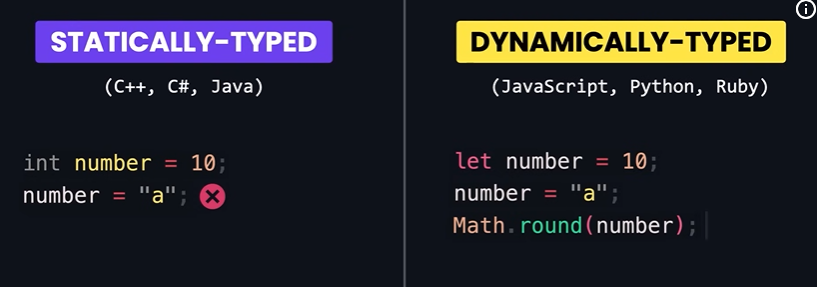 STATICALLY-TYPED
(C++, C#, Java)
int number = 10;
number = "a";
DYNAMICALLY-TYPED
(JavaScript, Python, Ruby)
let number = 10;
number = "a";
Math.round(number);